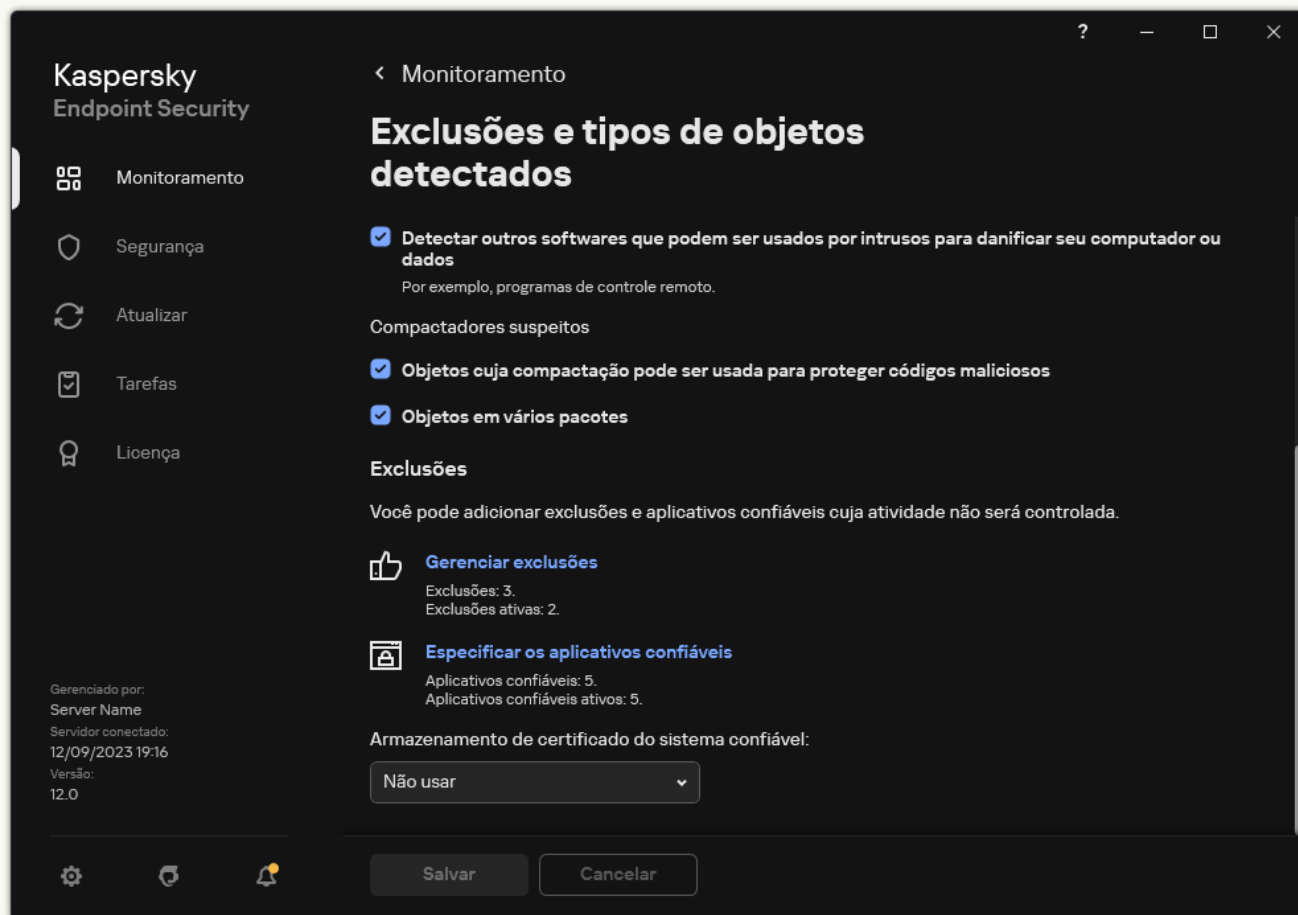 ?
Kaspersky
Endpoint Security
Monitoramento
Segurança
Atualizar
Tarefas
Licença
Gerenciado por:
Server Name
Servidor conectado:
12/09/2023 19:16
Versão:
12.0
Monitoramento
Exclusões e tipos de objetos
detectados
Detectar outros softwares que podem ser usados por intrusos para danificar seu computador ou
dados
Por exemplo, programas de controle remoto.
Compactadores suspeitos
Objetos cuja compactação pode ser usada para proteger códigos maliciosos
Objetos em vários pacotes
Exclusões
Você pode adicionar exclusões e aplicativos confiáveis cuja atividade não será controlada.
Gerenciar exclusões
Exclusões: 3.
Exclusões ativas: 2.
Especificar os aplicativos confiáveis
Aplicativos confiáveis: 5.
Aplicativos confiáveis ativos: 5.
Armazenamento de certificado do sistema confiável:
Não usar
Salvar
Cancelar